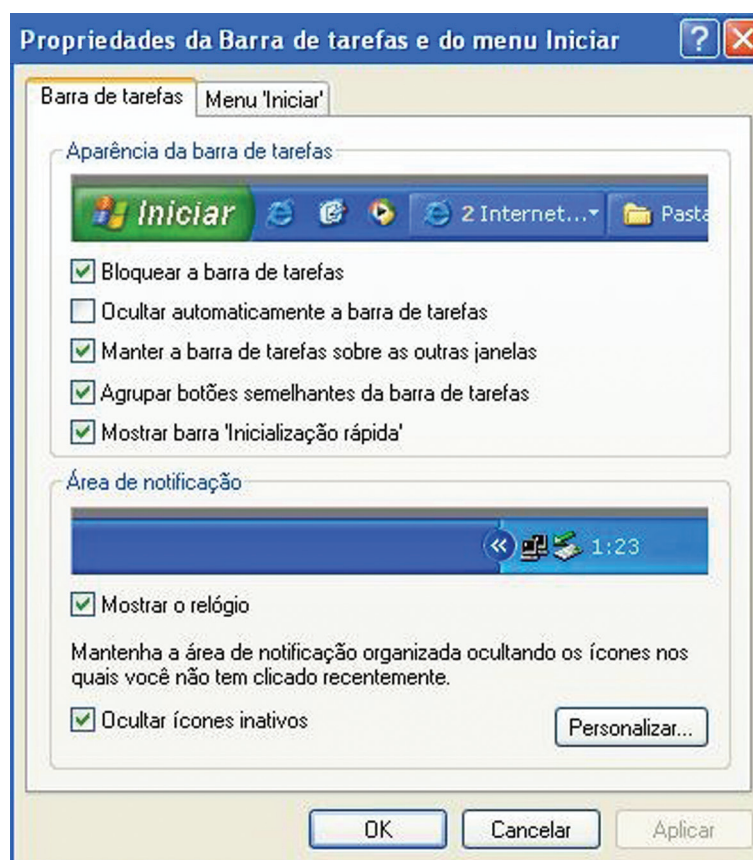 Propriedades da Barra de tarefas e do menu Iniciar
Barra de tarefas
Menu 'Iniciar'
Aparência da barra de tarefas
Iniciar
2 Internet...
Pasta
Bloquear a barra de tarefas
Ocultar automaticamente a barra de tarefas
Manter a barra de tarefas sobre as outras janelas
Agrupar botões semelhantes da barra de tarefas
Mostrar barra 'Inicialização rápida'
Área de notificação
1:23
Mostrar o relógio
Mantenha a área de notificação organizada ocultando os ícones nos
quais você não tem clicado recentemente.
Ocultar ícones inativos
Personalizar...
OK
Cancelar
Aplicar